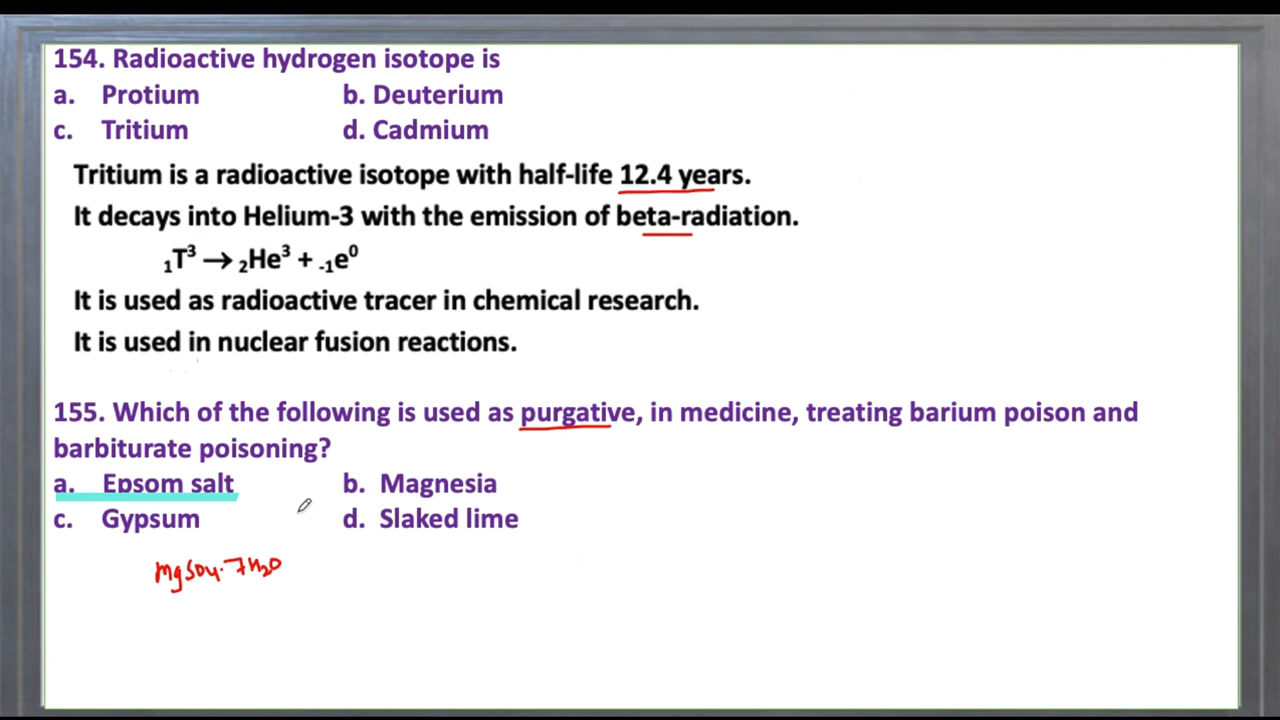 154. Radioactive hydrogen isotope is
a. Protium b. Deuterium
c. Tritium d. Cadmium
Tritium is a radioactive isotope with half-life 12.4 years.
It decays into Helium-3 with the emission of beta-radiation.
₁T³ → ₂He³ + ₋₁e⁰
It is used as radioactive tracer in chemical research.
It is used in nuclear fusion reactions.
155. Which of the following is used as purgative, in medicine, treating barium poison and
barbiturate poisoning?
a. Epsom salt b. Magnesia
c. Gypsum d. Slaked lime
MgSO₄.7H₂O